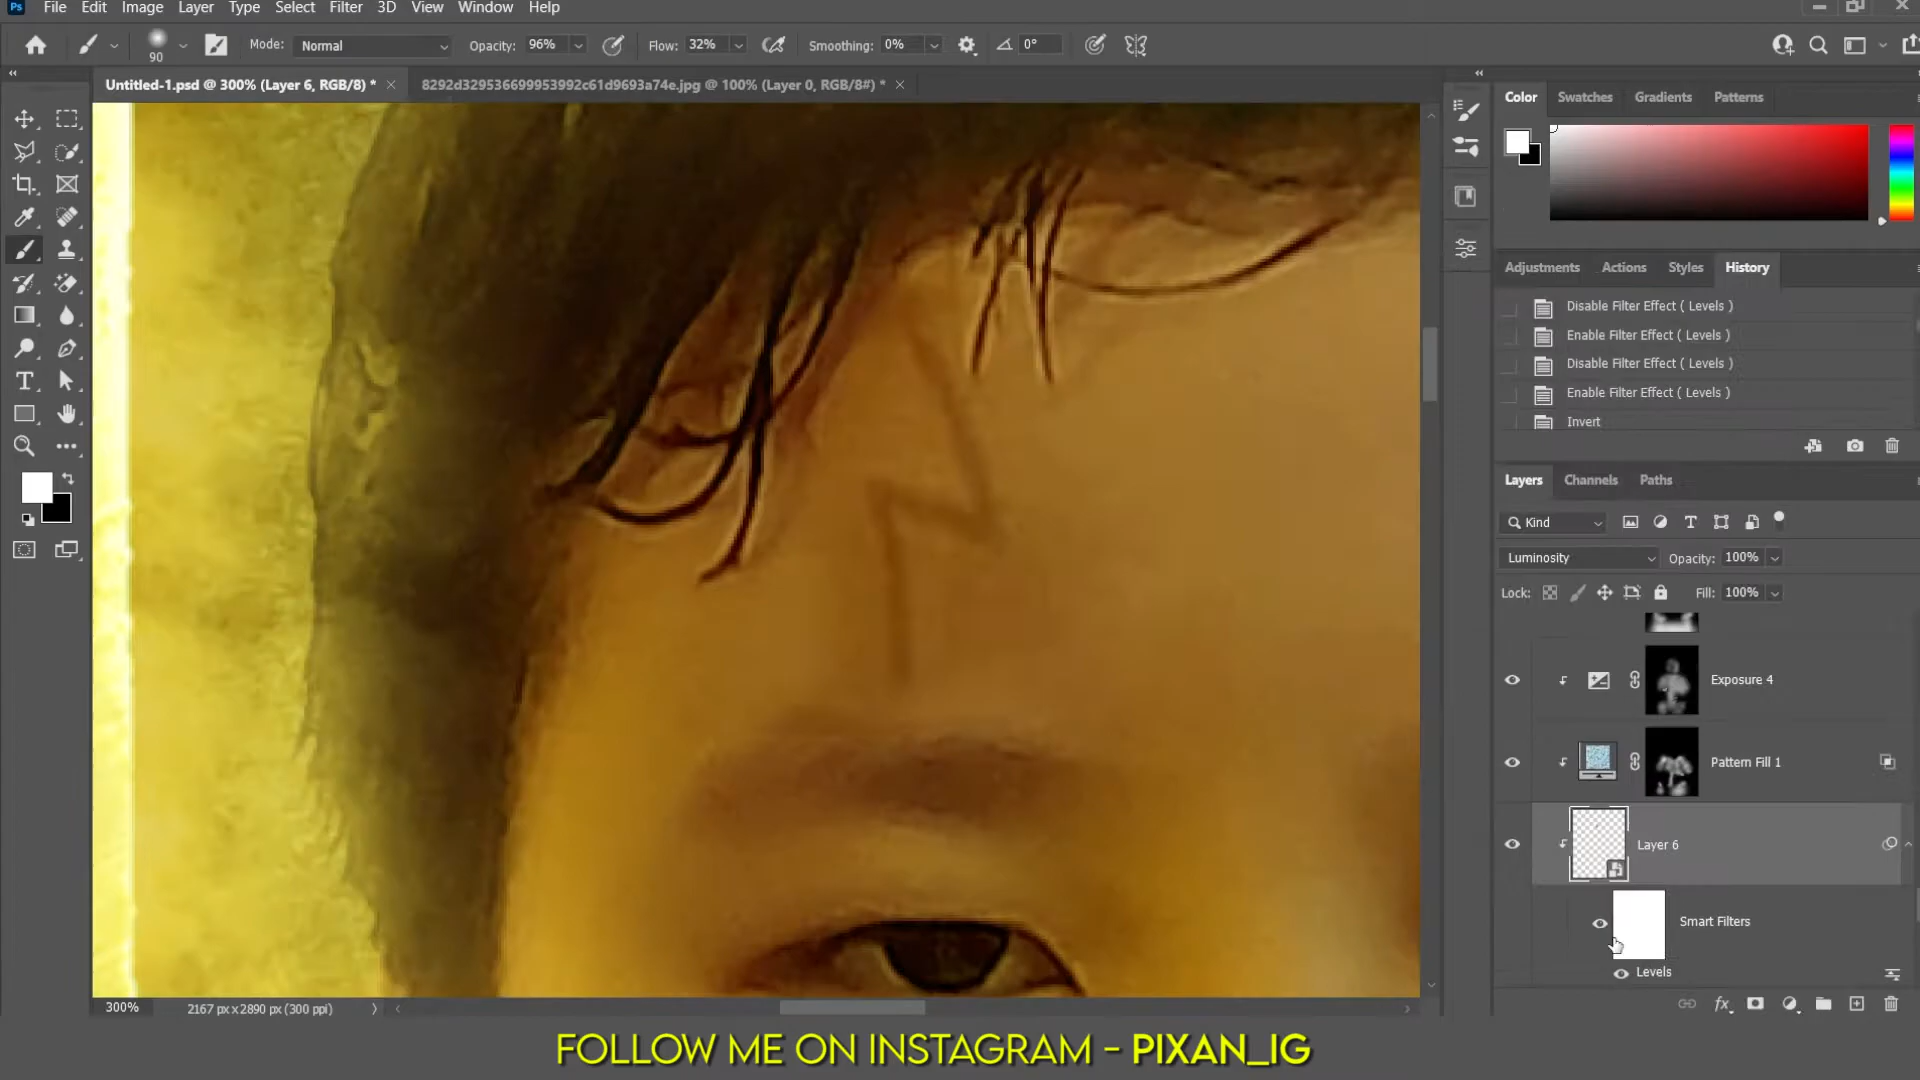 Ps File Edit Image Layer Type Select Filter 3D View Window Help
90 Mode: Normal Opacity: 96% Flow: 32% Smoothing: 0% 0°
Untitled-1.psd @ 300% (Layer 6, RGB/8) * × 8292d329536699953992c61d9693a74e.jpg @ 100% (Layer 0, RGB/8#) * ×
Color Swatches Gradients Patterns
Adjustments Actions Styles History
Disable Filter Effect ( Levels )
Enable Filter Effect ( Levels )
Disable Filter Effect ( Levels )
Enable Filter Effect ( Levels )
Invert
Layers Channels Paths
Kind
Luminosity Opacity: 100%
Lock: Fill: 100%
Exposure 4
Pattern Fill 1
Layer 6
Smart Filters
Levels
300% 2167 px x 2890 px (300 ppi)
FOLLOW ME ON INSTAGRAM - PIXAN_IG